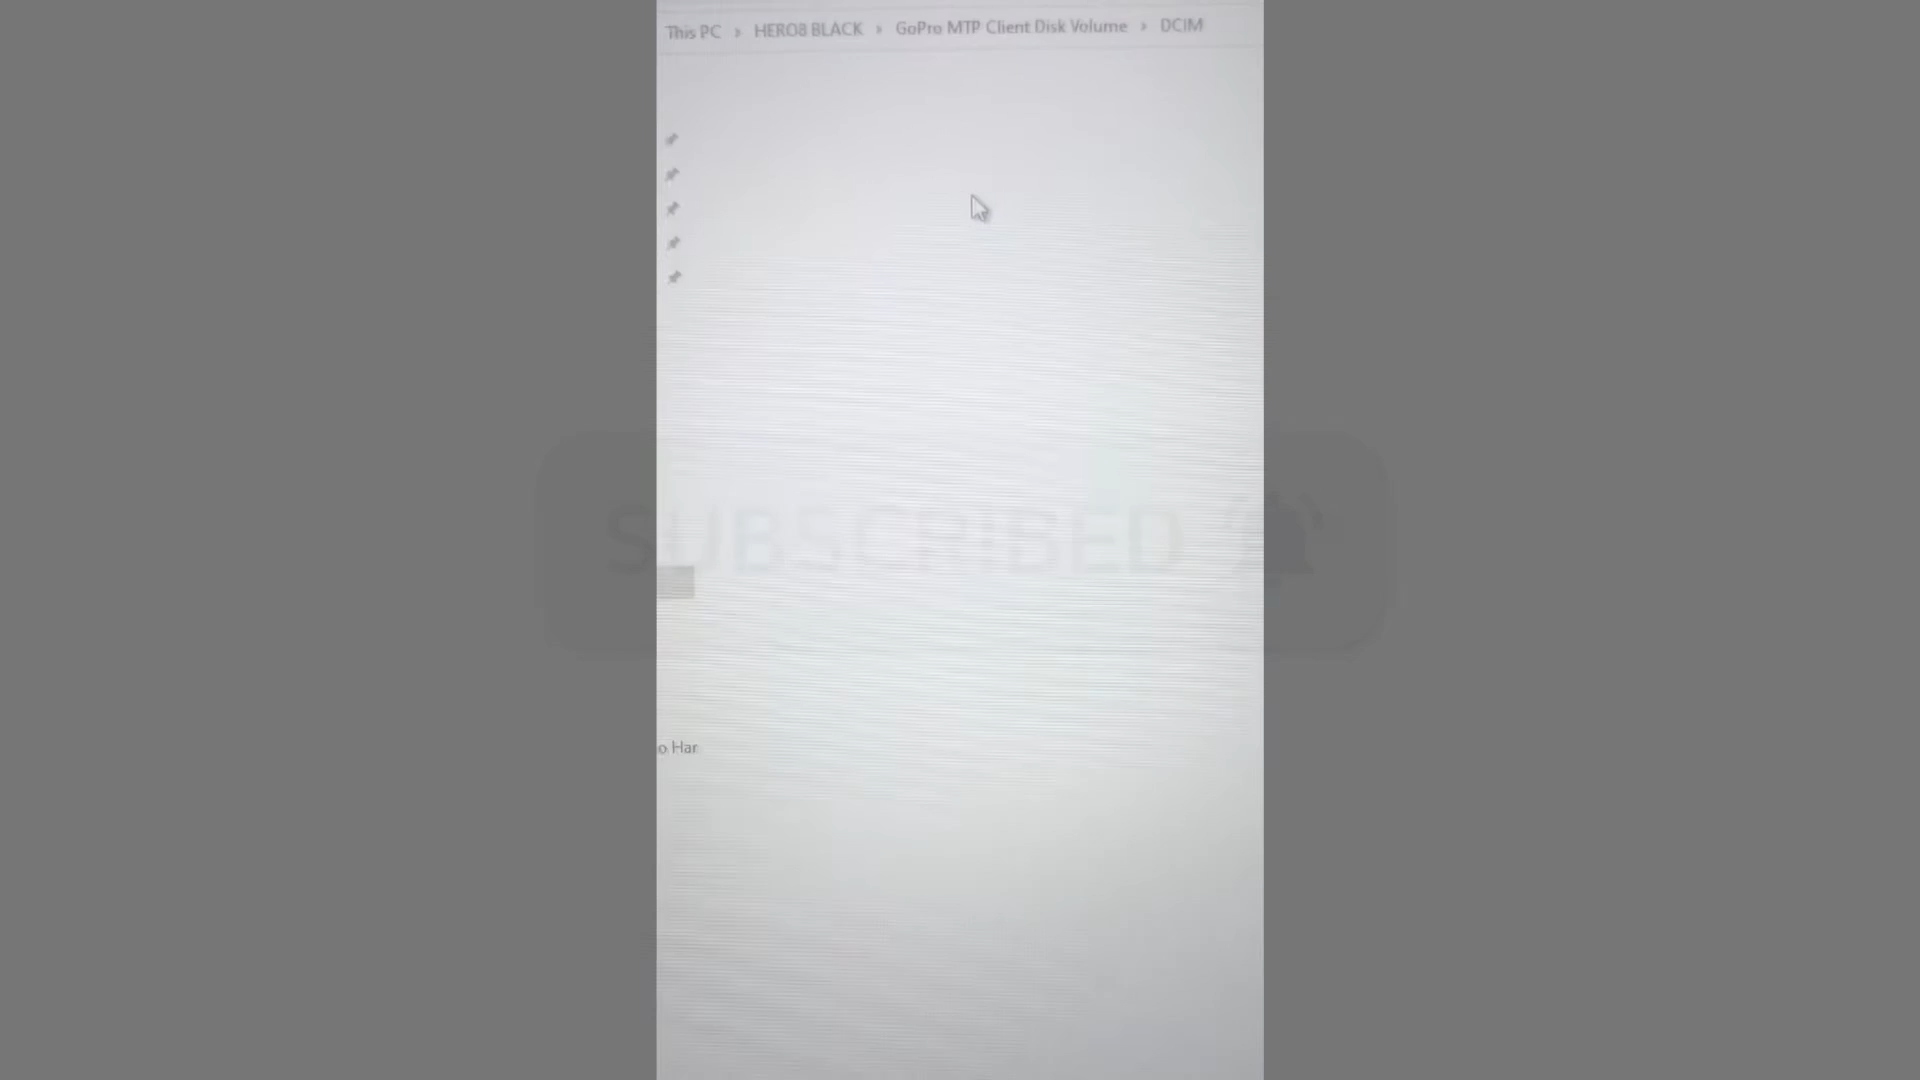 This PC › HERO8 BLACK › GoPro MTP Client Disk Volume › DCIM
SUBSCRIBED
o Har